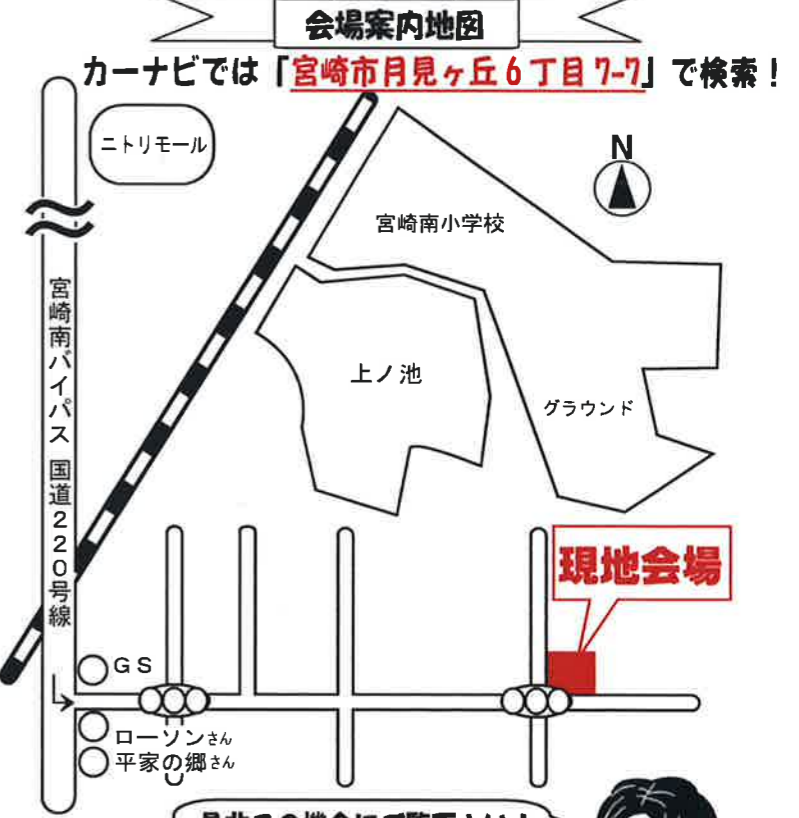 会場案内地図
カーナビでは「宮崎市月見ヶ丘6丁目7-7」で検索！
ニトリモール
N
宮崎南小学校
宮崎南バイパス 国道220号線
上ノ池
グラウンド
現地会場
GS
ローソンさん
平家の郷さん